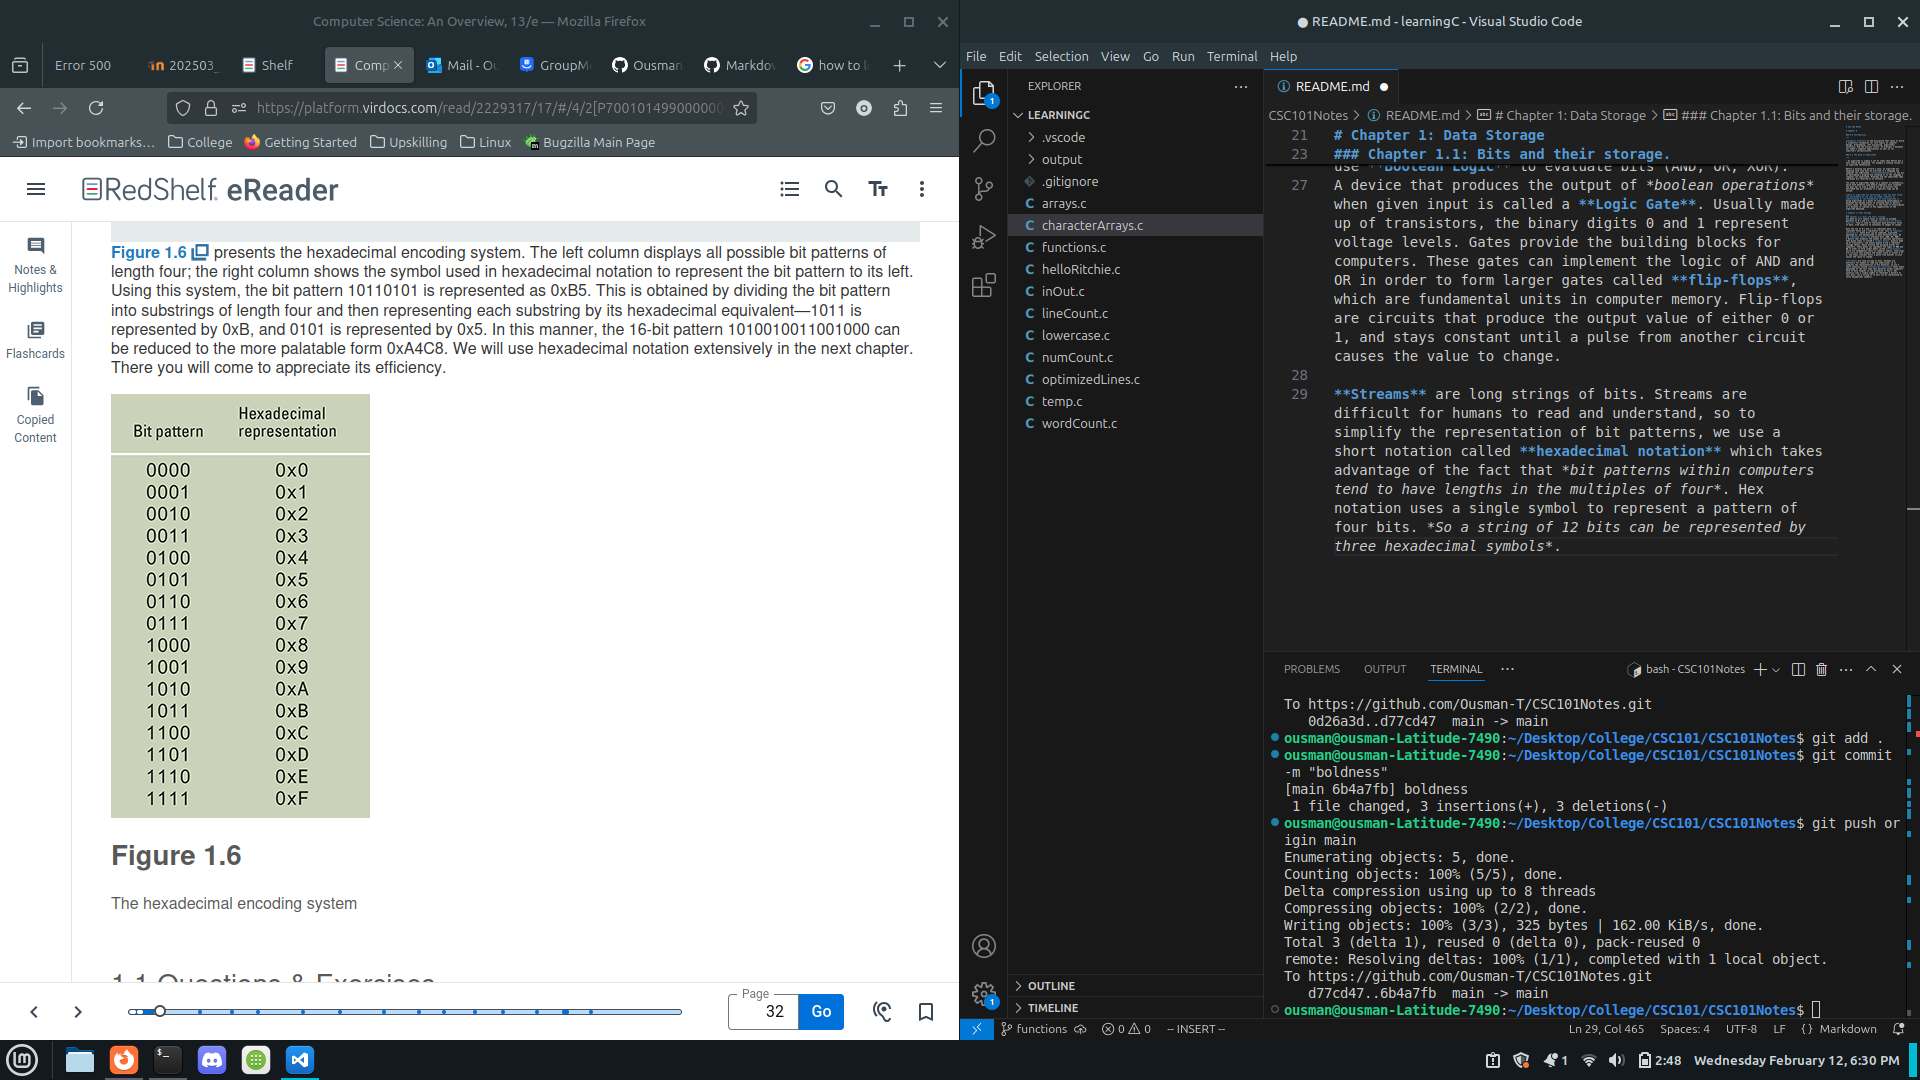 Computer Science: An Overview, 13/e — Mozilla Firefox
Error 500
202503_
Shelf
Comp
Mail - Ou
GroupMe
Ousman
Markdow
how to l
https://platform.virdocs.com/read/2229317/17/#/4/2[P700101499000000
Import bookmarks...
College
Getting Started
Upskilling
Linux
Bugzilla Main Page
RedShelf. eReader
Notes &
Highlights
Flashcards
Copied
Content
Figure 1.6 presents the hexadecimal encoding system. The left column displays all possible bit patterns of
length four; the right column shows the symbol used in hexadecimal notation to represent the bit pattern to its left.
Using this system, the bit pattern 10110101 is represented as 0xB5. This is obtained by dividing the bit pattern
into substrings of length four and then representing each substring by its hexadecimal equivalent—1011 is
represented by 0xB, and 0101 is represented by 0x5. In this manner, the 16-bit pattern 1010010011001000 can
be reduced to the more palatable form 0xA4C8. We will use hexadecimal notation extensively in the next chapter.
There you will come to appreciate its efficiency.
Bit pattern Hexadecimal representation
0000 0x0
0001 0x1
0010 0x2
0011 0x3
0100 0x4
0101 0x5
0110 0x6
0111 0x7
1000 0x8
1001 0x9
1010 0xA
1011 0xB
1100 0xC
1101 0xD
1110 0xE
1111 0xF
Figure 1.6
The hexadecimal encoding system
1.1 Questions & Exercises
Page
32 Go
● README.md - learningC - Visual Studio Code
File Edit Selection View Go Run Terminal Help
EXPLORER
LEARNINGC
.vscode
output
.gitignore
arrays.c
characterArrays.c
functions.c
helloRitchie.c
inOut.c
lineCount.c
lowercase.c
numCount.c
optimizedLines.c
temp.c
wordCount.c
OUTLINE
TIMELINE
README.md ●
CSC101Notes > README.md > # Chapter 1: Data Storage > ### Chapter 1.1: Bits and their storage.
21 # Chapter 1: Data Storage
23 ### Chapter 1.1: Bits and their storage.
use **Boolean Logic** to evaluate bits (AND, OR, XOR).
27 A device that produces the output of *boolean operations*
when given input is called a **Logic Gate**. Usually made
up of transistors, the binary digits 0 and 1 represent
voltage levels. Gates provide the building blocks for
computers. These gates can implement the logic of AND and
OR in order to form larger gates called **flip-flops**,
which are fundamental units in computer memory. Flip-flops
are circuits that produce the output value of either 0 or
1, and stays constant until a pulse from another circuit
causes the value to change.
28
29 **Streams** are long strings of bits. Streams are
difficult for humans to read and understand, so to
simplify the representation of bit patterns, we use a
short notation called **hexadecimal notation** which takes
advantage of the fact that *bit patterns within computers
tend to have lengths in the multiples of four*. Hex
notation uses a single symbol to represent a pattern of
four bits. *So a string of 12 bits can be represented by
three hexadecimal symbols*.
PROBLEMS OUTPUT TERMINAL
bash - CSC101Notes
To https://github.com/Ousman-T/CSC101Notes.git
0d26a3d..d77cd47 main -> main
ousman@ousman-Latitude-7490:~/Desktop/College/CSC101/CSC101Notes$ git add .
ousman@ousman-Latitude-7490:~/Desktop/College/CSC101/CSC101Notes$ git commit
-m "boldness"
[main 6b4a7fb] boldness
1 file changed, 3 insertions(+), 3 deletions(-)
ousman@ousman-Latitude-7490:~/Desktop/College/CSC101/CSC101Notes$ git push or
igin main
Enumerating objects: 5, done.
Counting objects: 100% (5/5), done.
Delta compression using up to 8 threads
Compressing objects: 100% (2/2), done.
Writing objects: 100% (3/3), 325 bytes | 162.00 KiB/s, done.
Total 3 (delta 1), reused 0 (delta 0), pack-reused 0
remote: Resolving deltas: 100% (1/1), completed with 1 local object.
To https://github.com/Ousman-T/CSC101Notes.git
d77cd47..6b4a7fb main -> main
ousman@ousman-Latitude-7490:~/Desktop/College/CSC101/CSC101Notes$
functions 0 0 -- INSERT --
Ln 29, Col 465 Spaces: 4 UTF-8 LF {} Markdown
1 2:48 Wednesday February 12, 6:30 PM